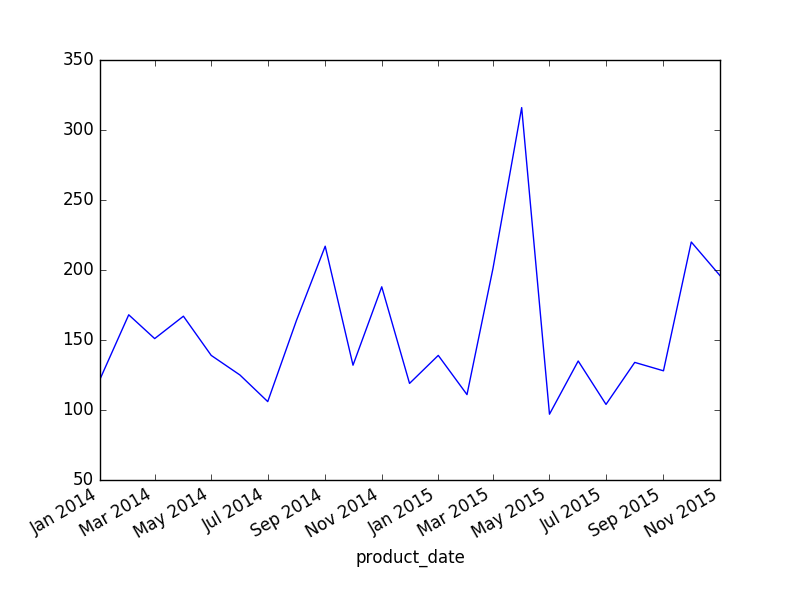 350
300
250
200
150
100
50
Jan 2014
Mar 2014
May 2014
Jul 2014
Sep 2014
Nov 2014
Jan 2015
Mar 2015
May 2015
Jul 2015
Sep 2015
Nov 2015
product_date